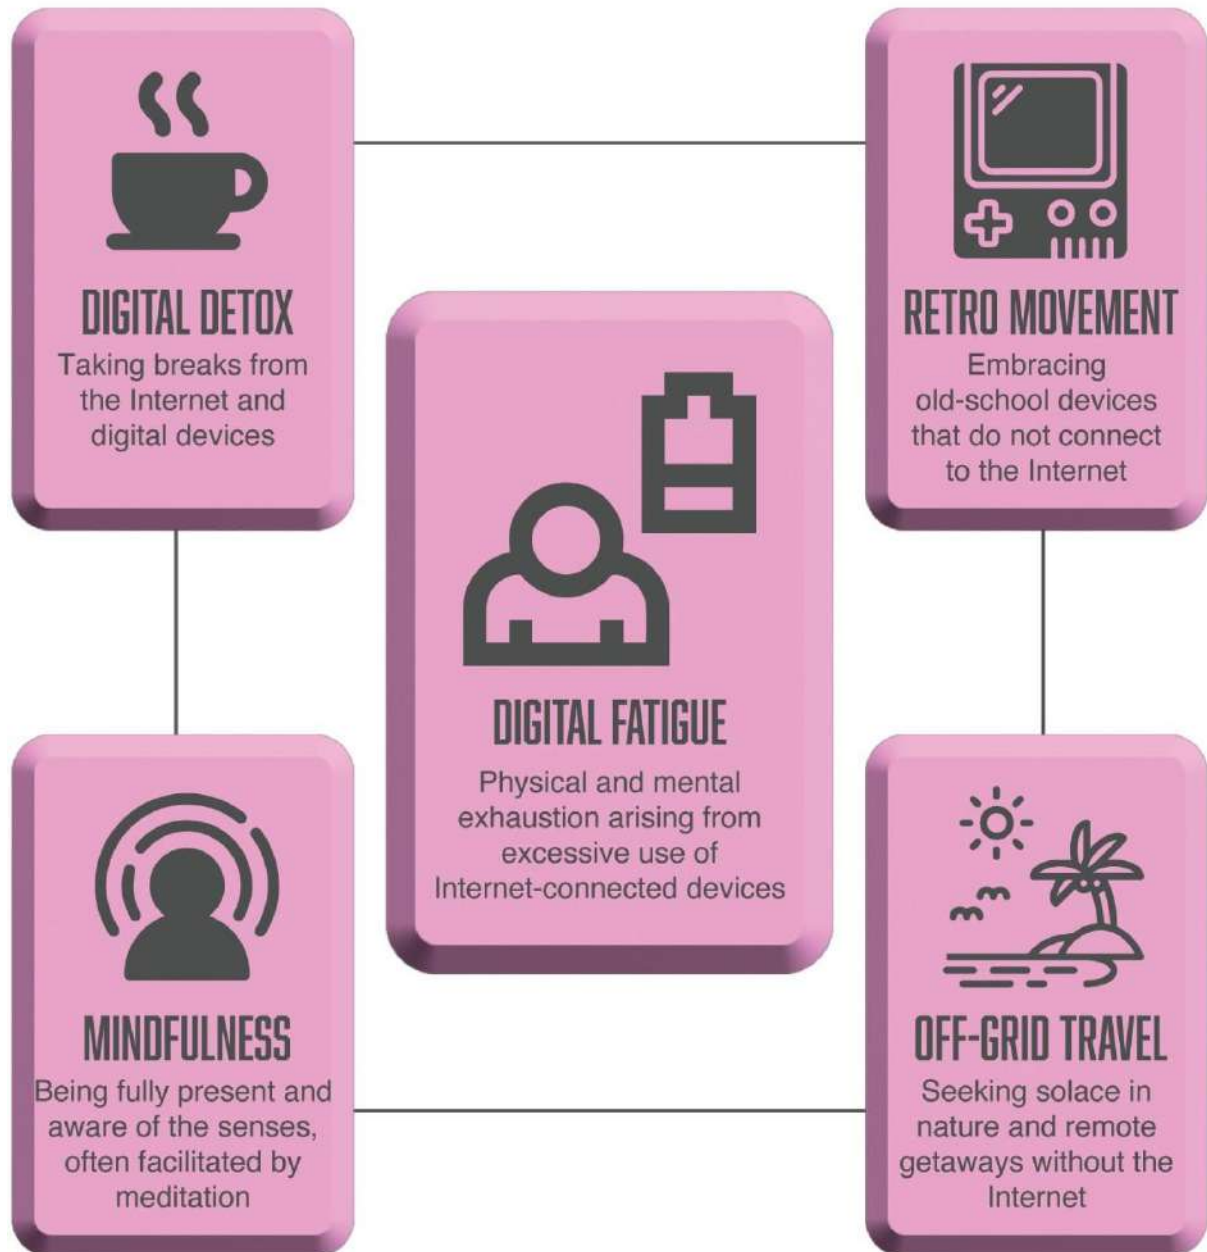 DIGITAL DETOX
Taking breaks from
the Internet and
digital devices
RETRO MOVEMENT
Embracing
old-school devices
that do not connect
to the Internet
DIGITAL FATIGUE
Physical and mental
exhaustion arising from
excessive use of
Internet-connected devices
MINDFULNESS
Being fully present and
aware of the senses,
often facilitated by
meditation
OFF-GRID TRAVEL
Seeking solace in
nature and remote
getaways without the
Internet